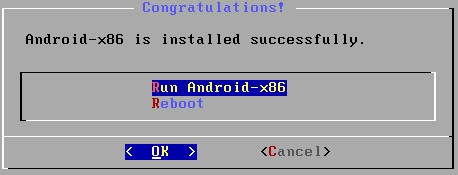 Congratulations!
Android-x86 is installed successfully.
Run Android-x86
Reboot
< OK > <Cancel>